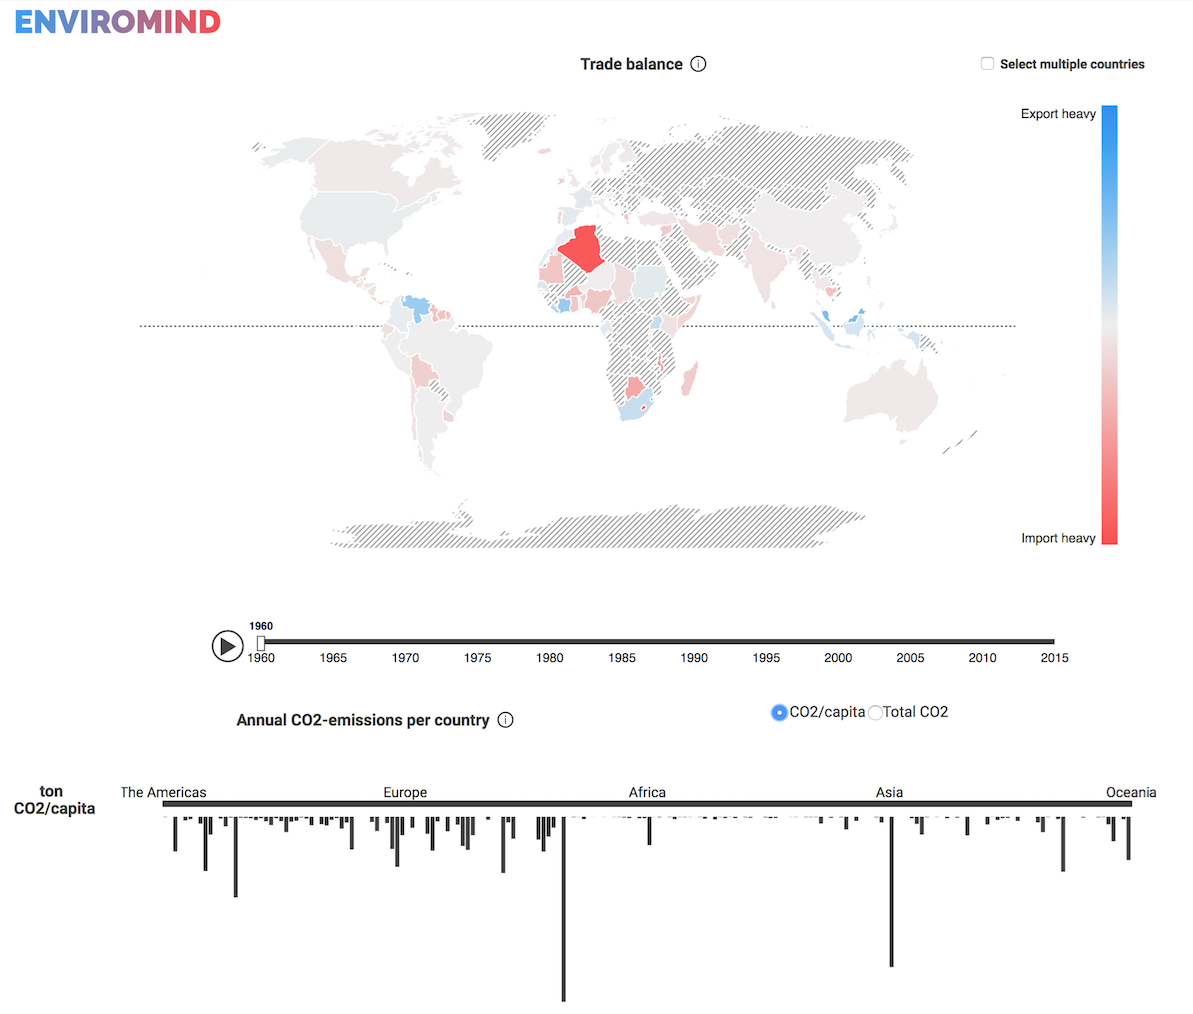 ENVIROMIND
Trade balance i
Select multiple countries
Export heavy
Import heavy
1960
1960 1965 1970 1975 1980 1985 1990 1995 2000 2005 2010 2015
Annual CO2-emissions per country i
CO2/capita Total CO2
ton
CO2/capita
The Americas Europe Africa Asia Oceania